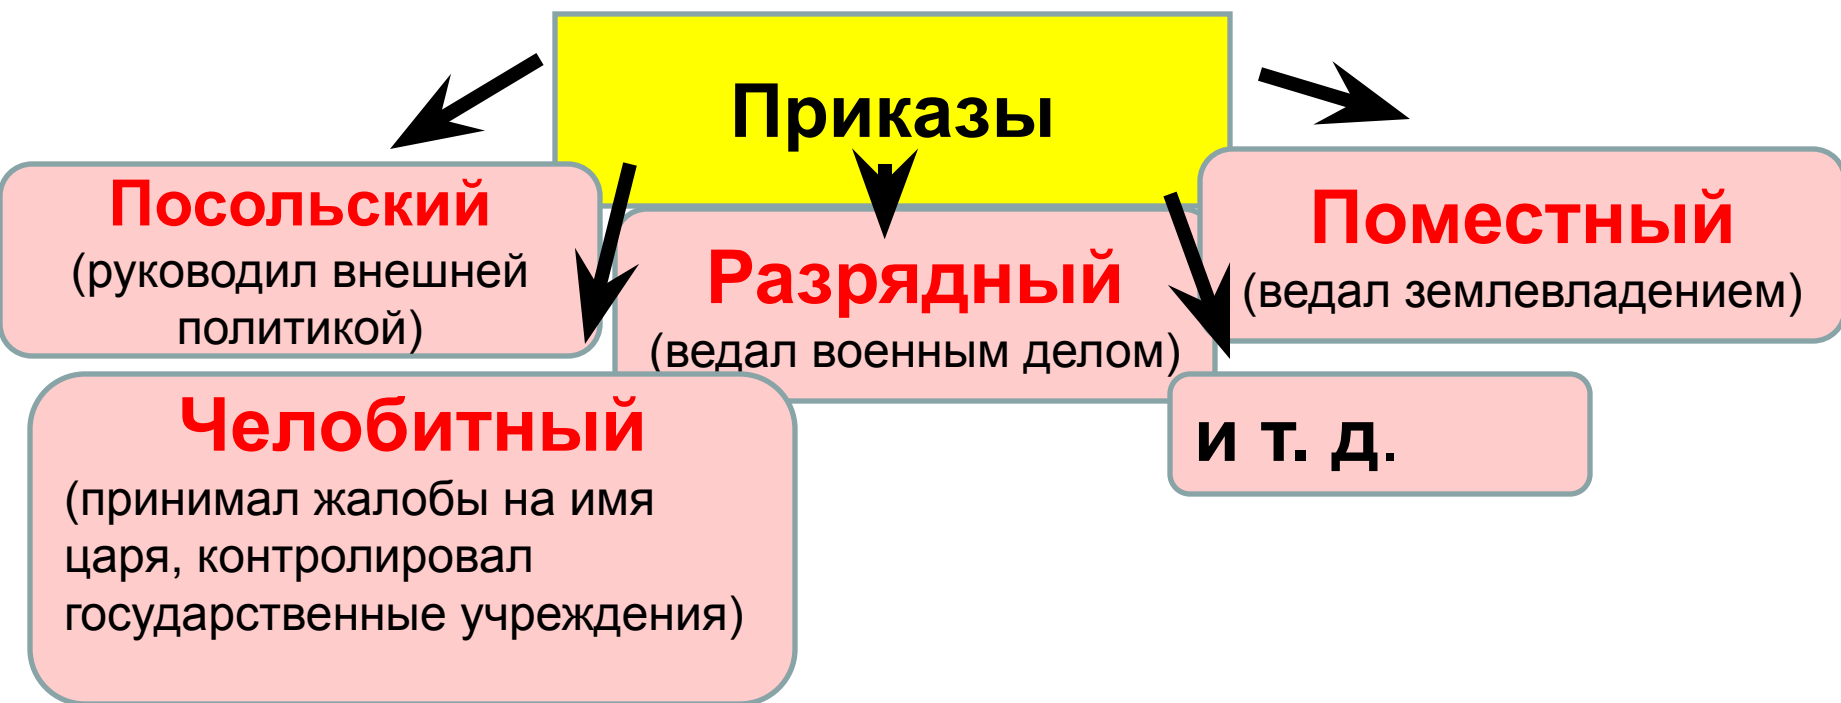 Приказы
Посольский
(руководил внешней
политикой)
Разрядный
(ведал военным делом)
Поместный
(ведал землевладением)
Челобитный
(принимал жалобы на имя
царя, контролировал
государственные учреждения)
и т. д.